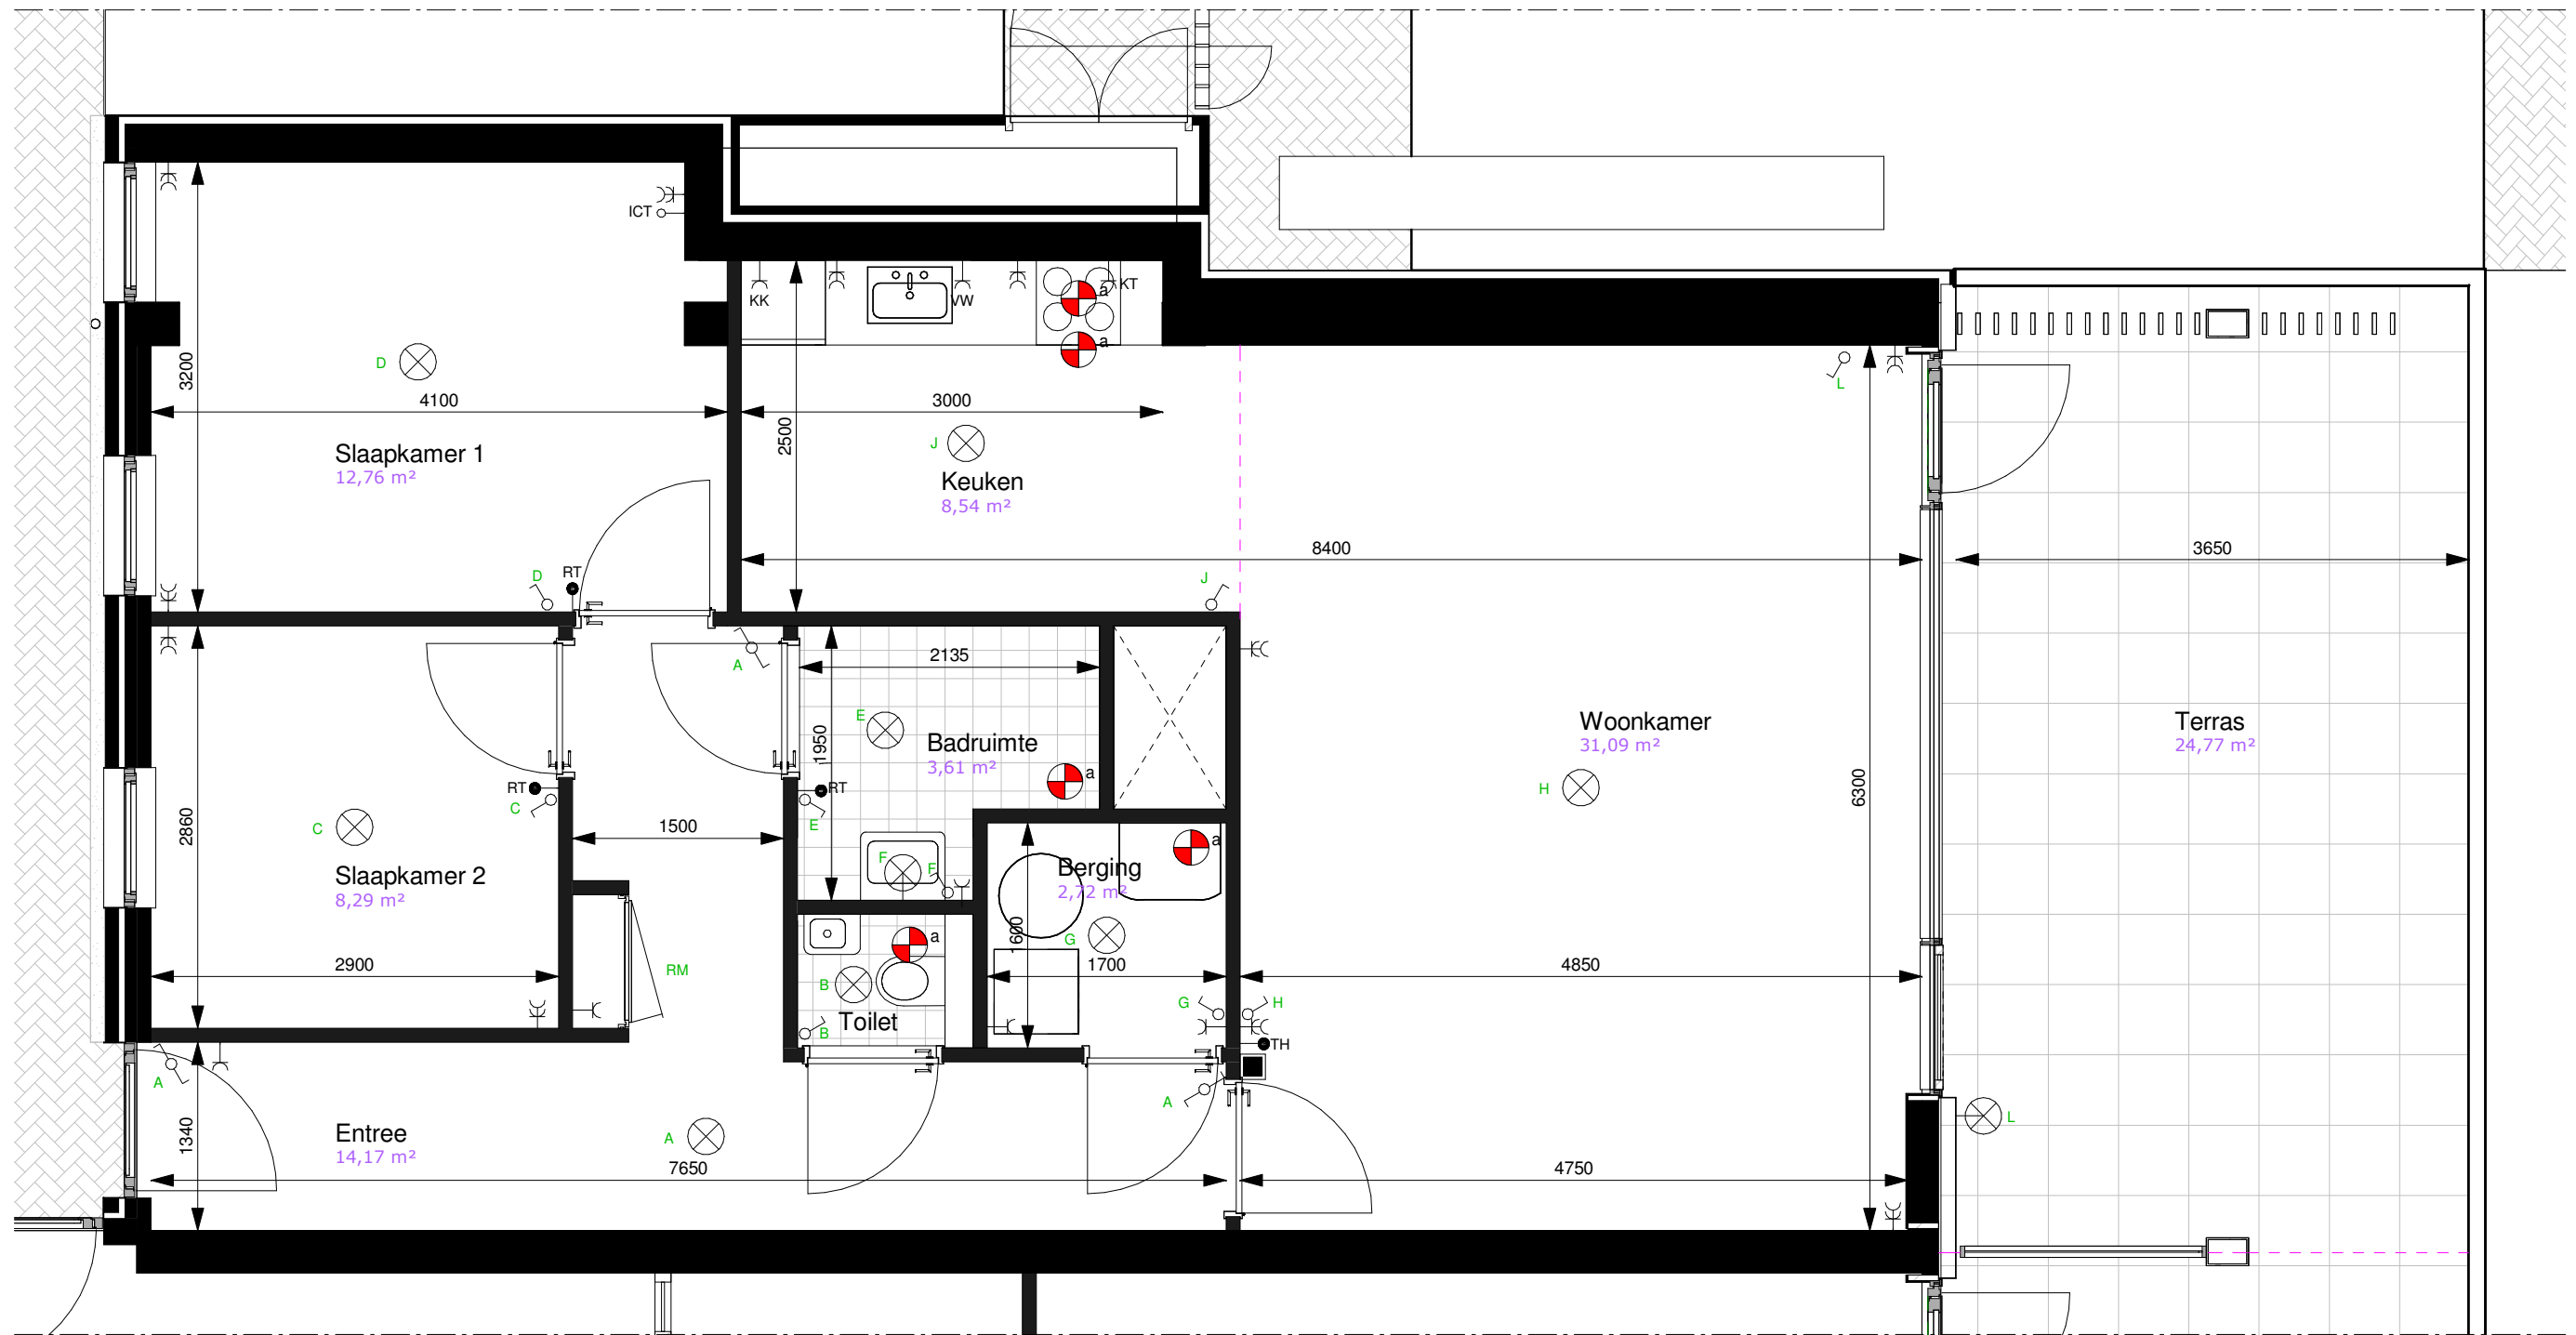 ICT
KK
VW
KT
a
a
D
3200
4100
3000
2500
L
Slaapkamer 1
12,76 m²
J
Keuken
8,54 m²
8400
3650
D
RT
J
A
2135
E
1950
Badruimte
3,61 m²
a
Woonkamer
31,09 m²
Terras
24,77 m²
H
6300
RT
C
RT
E
C
2860
1500
a
Slaapkamer 2
8,29 m²
F
F
Berging
2,72 m²
a
G
1600
2900
RM
B
1700
4850
G
H
B
Toilet
TH
A
A
L
1340
Entree
14,17 m²
A
7650
4750